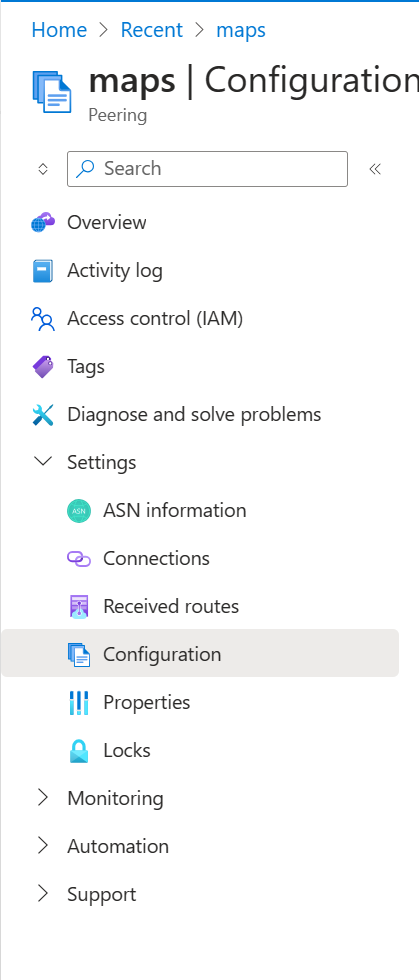 Home > Recent > maps
maps | Configuration
Peering
Search
Overview
Activity log
Access control (IAM)
Tags
Diagnose and solve problems
Settings
ASN ASN information
Connections
Received routes
Configuration
Properties
Locks
Monitoring
Automation
Support